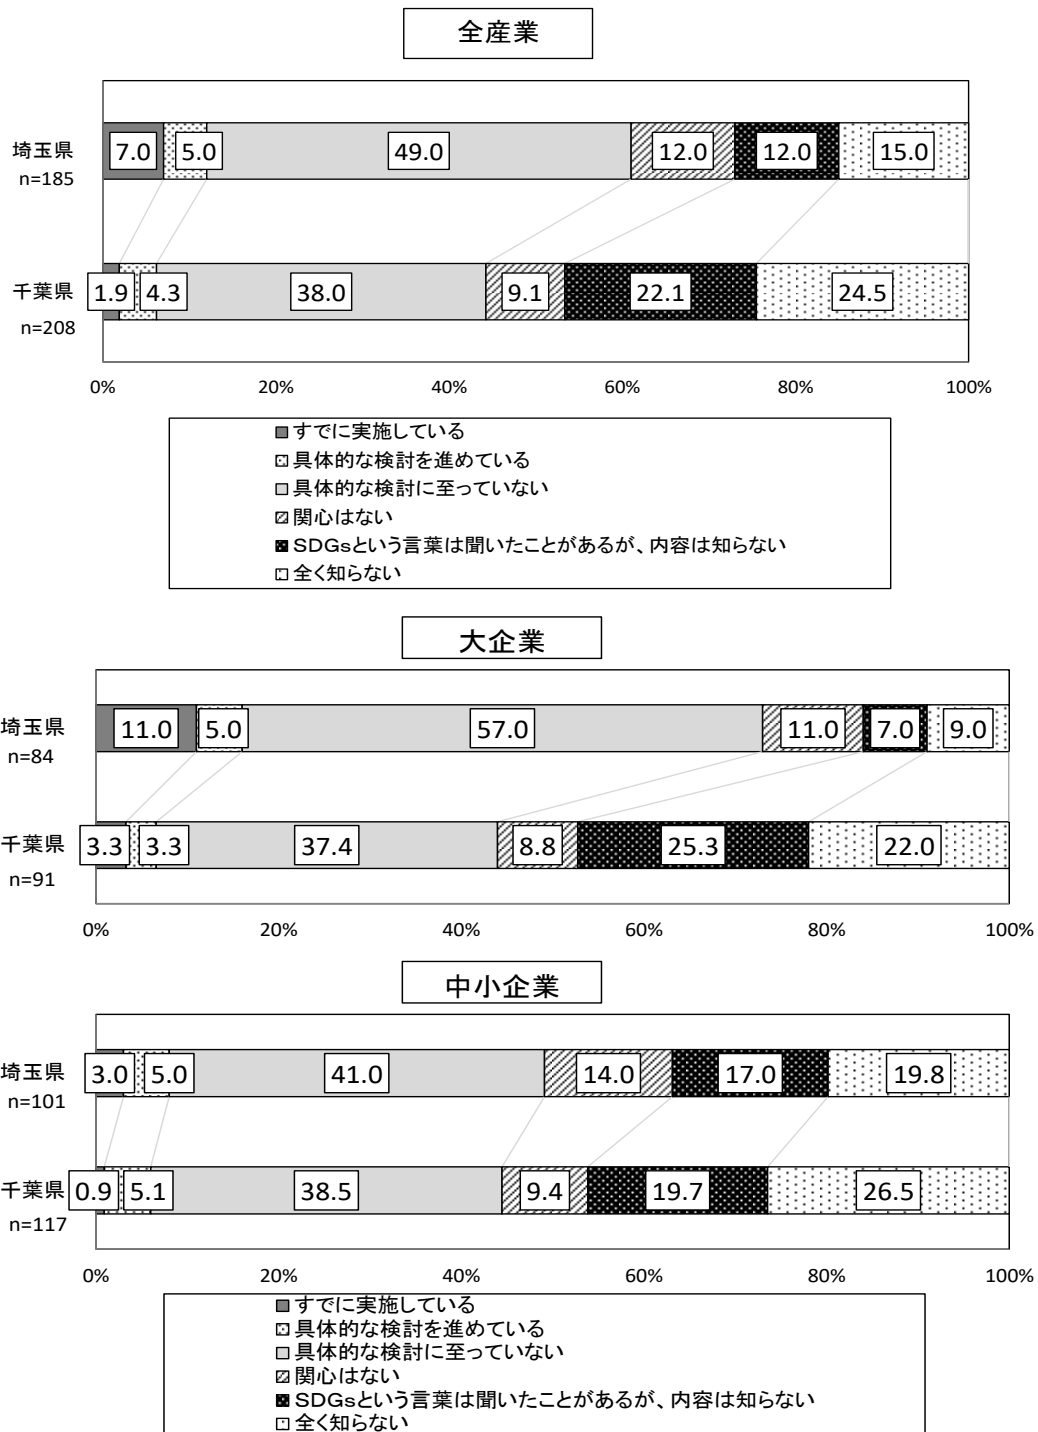 全産業
埼玉県 7.0 5.0 49.0 12.0 12.0 15.0
n=185
千葉県 1.9 4.3 38.0 9.1 22.1 24.5
n=208
0% 20% 40% 60% 80% 100%
すでに実施している
具体的な検討を進めている
具体的な検討に至っていない
関心はない
SDGsという言葉は聞いたことがあるが、内容は知らない
全く知らない
大企業
埼玉県 11.0 5.0 57.0 11.0 7.0 9.0
n=84
千葉県 3.3 3.3 37.4 8.8 25.3 22.0
n=91
0% 20% 40% 60% 80% 100%
中小企業
埼玉県 3.0 5.0 41.0 14.0 17.0 19.8
n=101
千葉県 0.9 5.1 38.5 9.4 19.7 26.5
n=117
0% 20% 40% 60% 80% 100%
すでに実施している
具体的な検討を進めている
具体的な検討に至っていない
関心はない
SDGsという言葉は聞いたことがあるが、内容は知らない
全く知らない